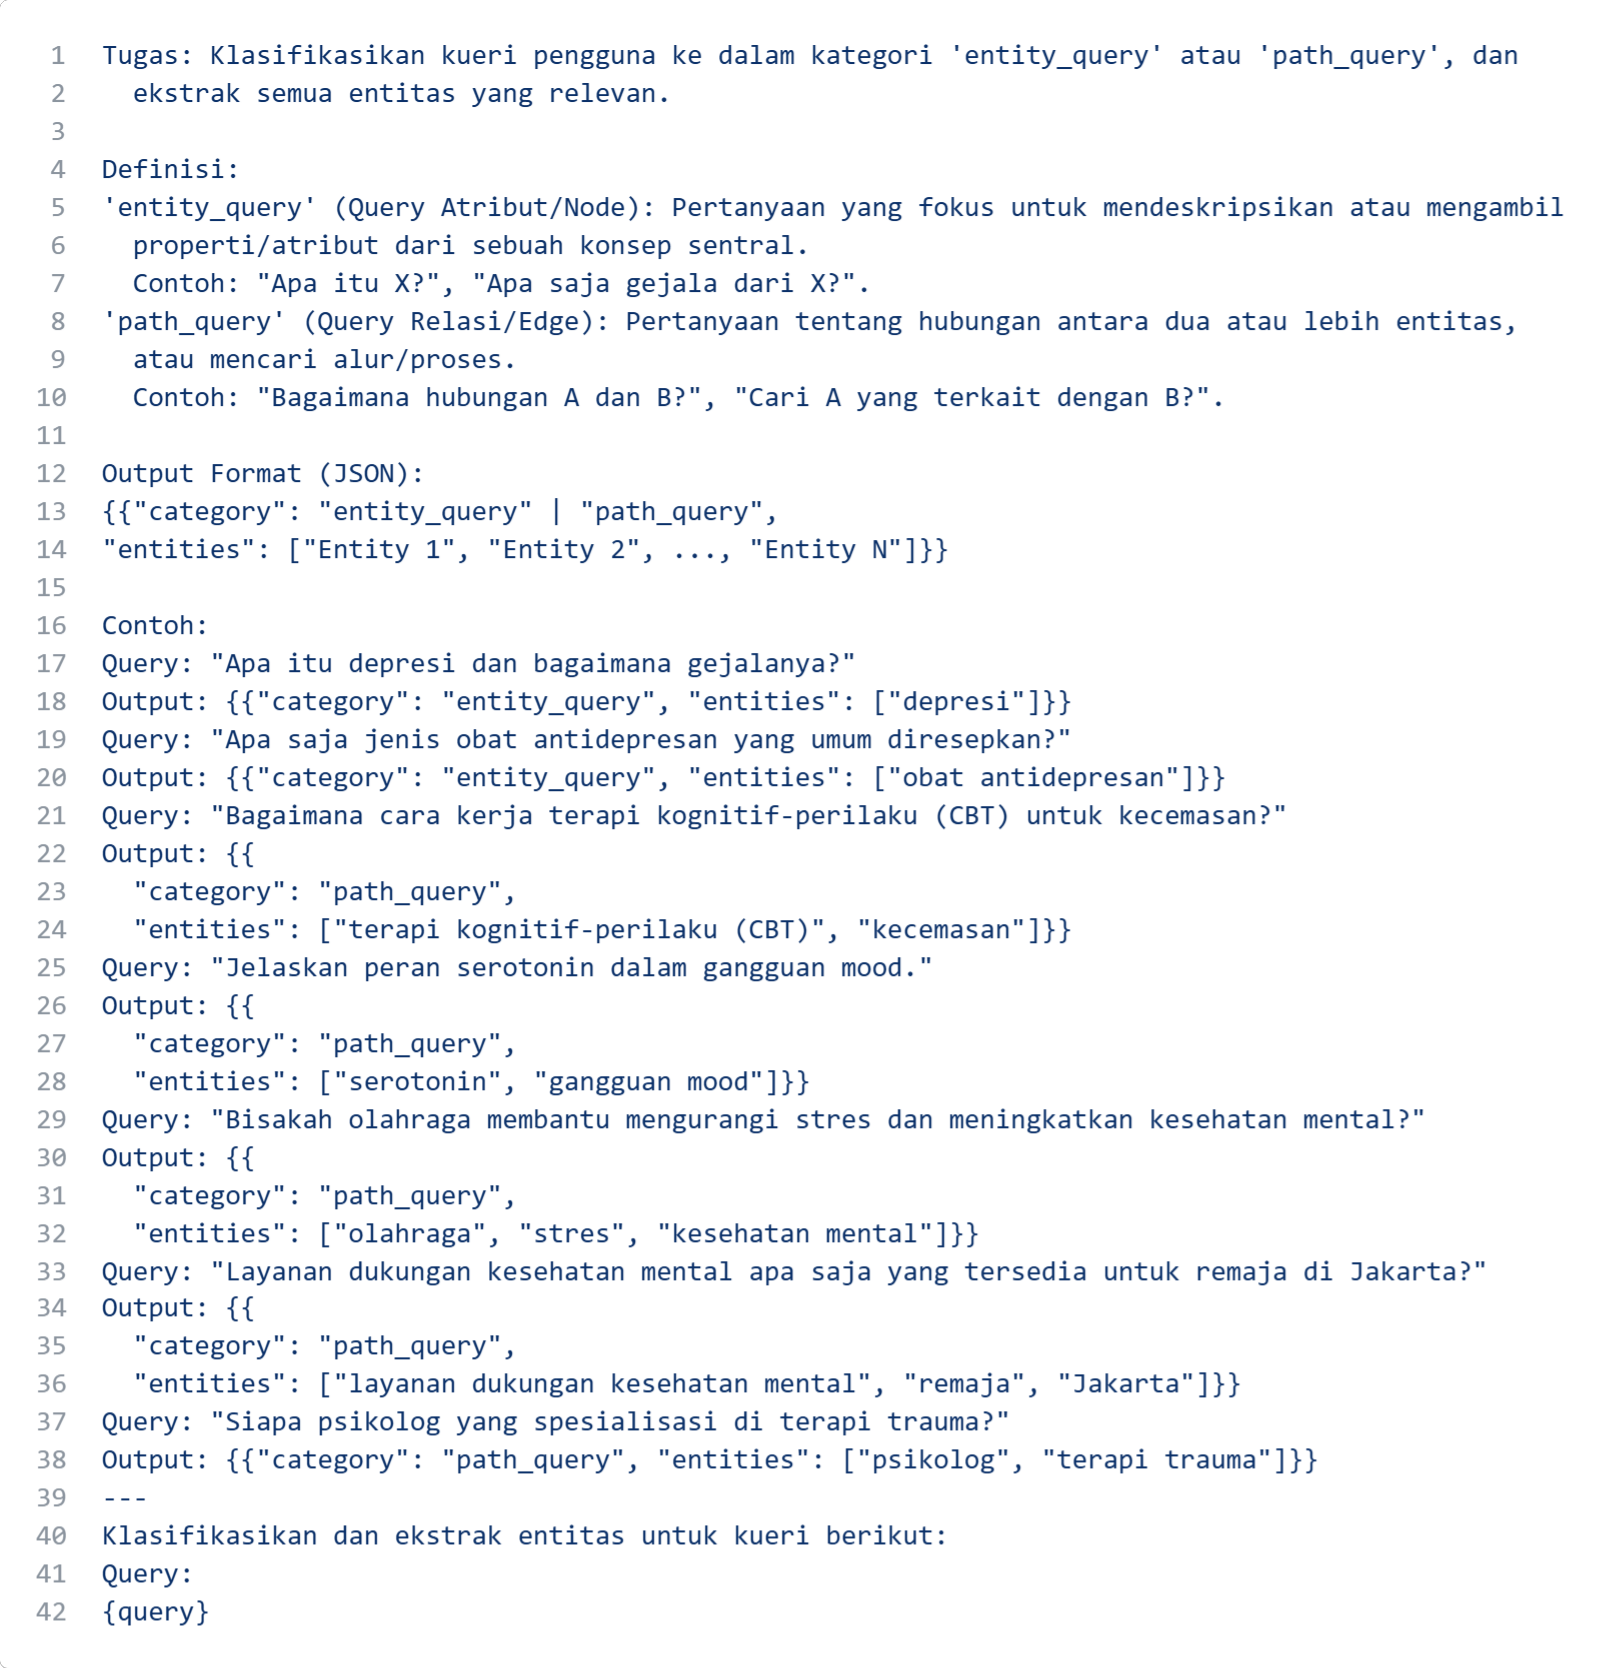 1 Tugas: Klasifikasikan kueri pengguna ke dalam kategori 'entity_query' atau 'path_query', dan
2 ekstrak semua entitas yang relevan.
3
4 Definisi:
5 'entity_query' (Query Atribut/Node): Pertanyaan yang fokus untuk mendeskripsikan atau mengambil
6 properti/atribut dari sebuah konsep sentral.
7 Contoh: "Apa itu X?", "Apa saja gejala dari X?".
8 'path_query' (Query Relasi/Edge): Pertanyaan tentang hubungan antara dua atau lebih entitas,
9 atau mencari alur/proses.
10 Contoh: "Bagaimana hubungan A dan B?", "Cari A yang terkait dengan B?".
11
12 Output Format (JSON):
13 {{"category": "entity_query" | "path_query",
14 "entities": ["Entity 1", "Entity 2", ..., "Entity N"]}}
15
16 Contoh:
17 Query: "Apa itu depresi dan bagaimana gejalanya?"
18 Output: {{"category": "entity_query", "entities": ["depresi"]}}
19 Query: "Apa saja jenis obat antidepresan yang umum diresepkan?"
20 Output: {{"category": "entity_query", "entities": ["obat antidepresan"]}}
21 Query: "Bagaimana cara kerja terapi kognitif-perilaku (CBT) untuk kecemasan?"
22 Output: {{
23 "category": "path_query",
24 "entities": ["terapi kognitif-perilaku (CBT)", "kecemasan"]}}
25 Query: "Jelaskan peran serotonin dalam gangguan mood."
26 Output: {{
27 "category": "path_query",
28 "entities": ["serotonin", "gangguan mood"]}}
29 Query: "Bisakah olahraga membantu mengurangi stres dan meningkatkan kesehatan mental?"
30 Output: {{
31 "category": "path_query",
32 "entities": ["olahraga", "stres", "kesehatan mental"]}}
33 Query: "Layanan dukungan kesehatan mental apa saja yang tersedia untuk remaja di Jakarta?"
34 Output: {{
35 "category": "path_query",
36 "entities": ["layanan dukungan kesehatan mental", "remaja", "Jakarta"]}}
37 Query: "Siapa psikolog yang spesialisasi di terapi trauma?"
38 Output: {{"category": "path_query", "entities": ["psikolog", "terapi trauma"]}}
39 ---
40 Klasifikasikan dan ekstrak entitas untuk kueri berikut:
41 Query:
42 {query}